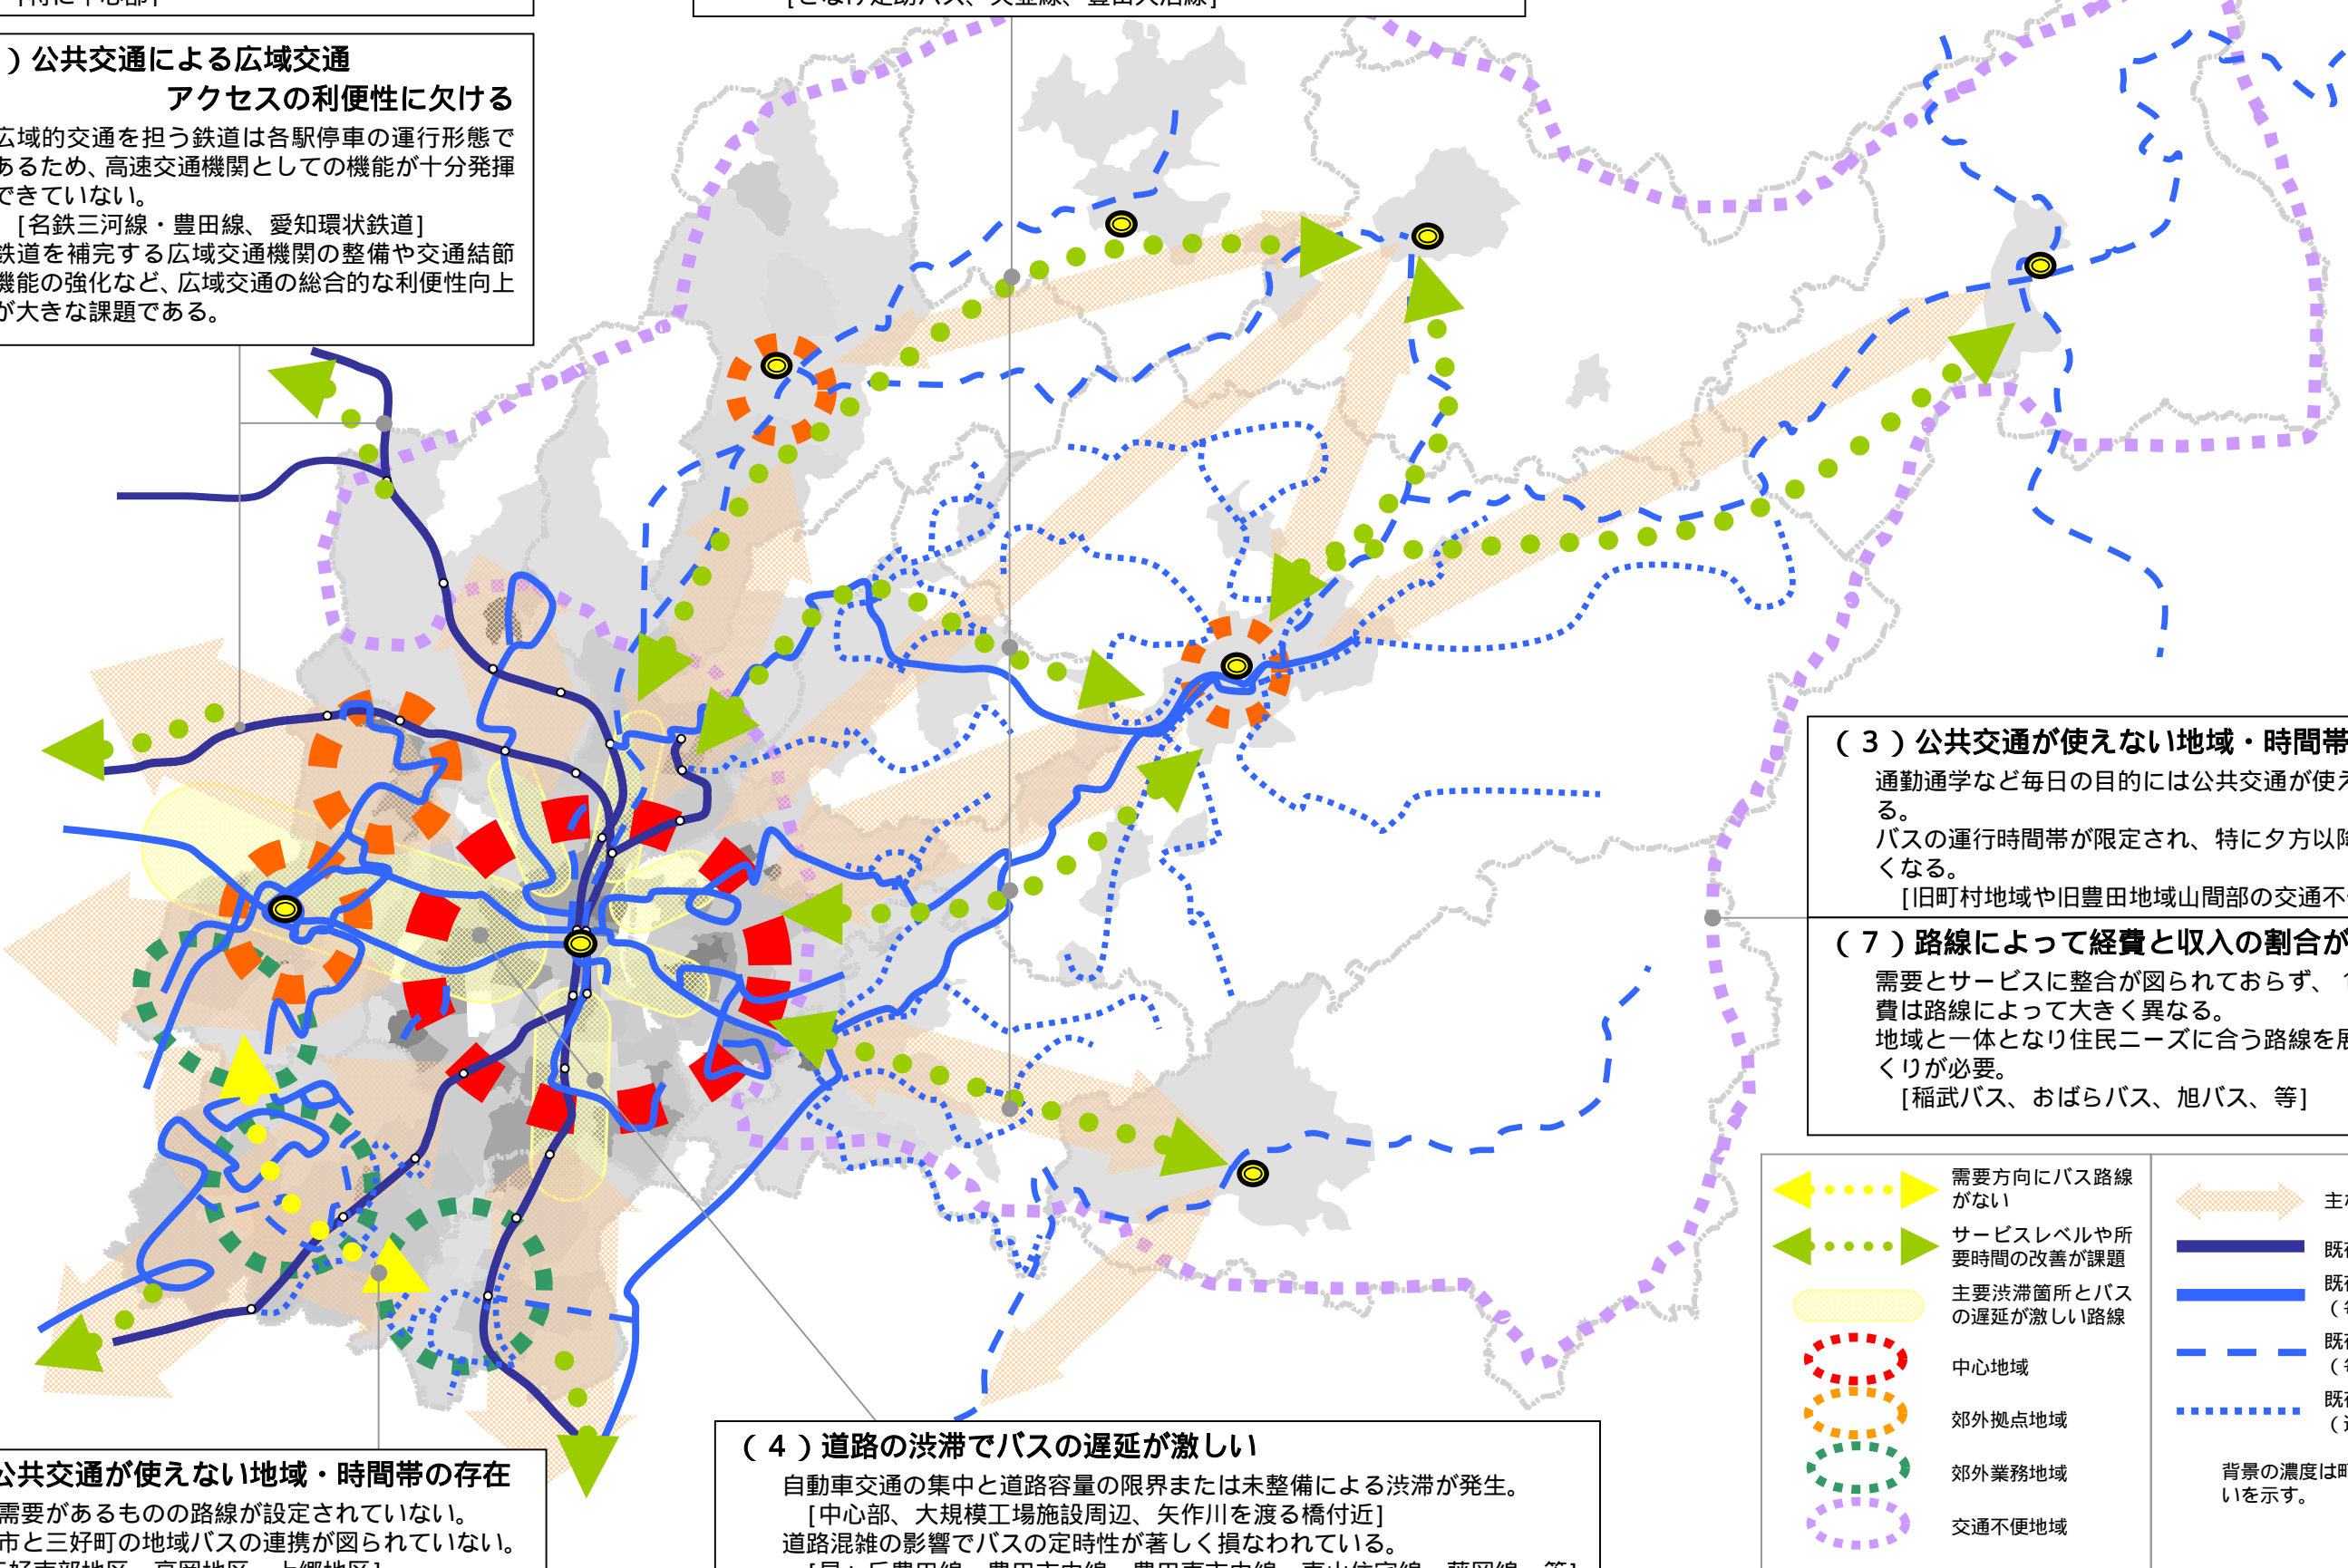 ）公共交通による広域交通
アクセスの利便性に欠ける
広域的交通を担う鉄道は各駅停車の運行形態で
あるため、高速交通機関としての機能が十分発揮
できていない。
［名鉄三河線・豊田線、愛知環状鉄道］
鉄道を補完する広域交通機関の整備や交通結節
機能の強化など、広域交通の総合的な利便性向上
が大きな課題である。
（３）公共交通が使えない地域・時間帯
通勤通学など毎日の目的には公共交通が使え
る。
バスの運行時間帯が限定され、特に夕方以降
くなる。
［旧町村地域や旧豊田地域山間部の交通不
（７）路線によって経費と収入の割合が
需要とサービスに整合が図られておらず、
費は路線によって大きく異なる。
地域と一体となり住民ニーズに合う路線を展
くりが必要。
［稲武バス、おばらバス、旭バス、等］
需要方向にバス路線
がない
サービスレベルや所
要時間の改善が課題
主要渋滞箇所とバス
の遅延が激しい路線
中心地域
郊外拠点地域
郊外業務地域
交通不便地域
主
既
既
（
既
（
既
（
背景の濃度は
いを示す。
（４）道路の渋滞でバスの遅延が激しい
自動車交通の集中と道路容量の限界または未整備による渋滞が発生。
［中心部、大規模工場施設周辺、矢作川を渡る橋付近］
道路混雑の影響でバスの定時性が著しく損なわれている。
公共交通が使えない地域・時間帯の存在
需要があるものの路線が設定されていない。
市と三好町の地域バスの連携が図られていない。